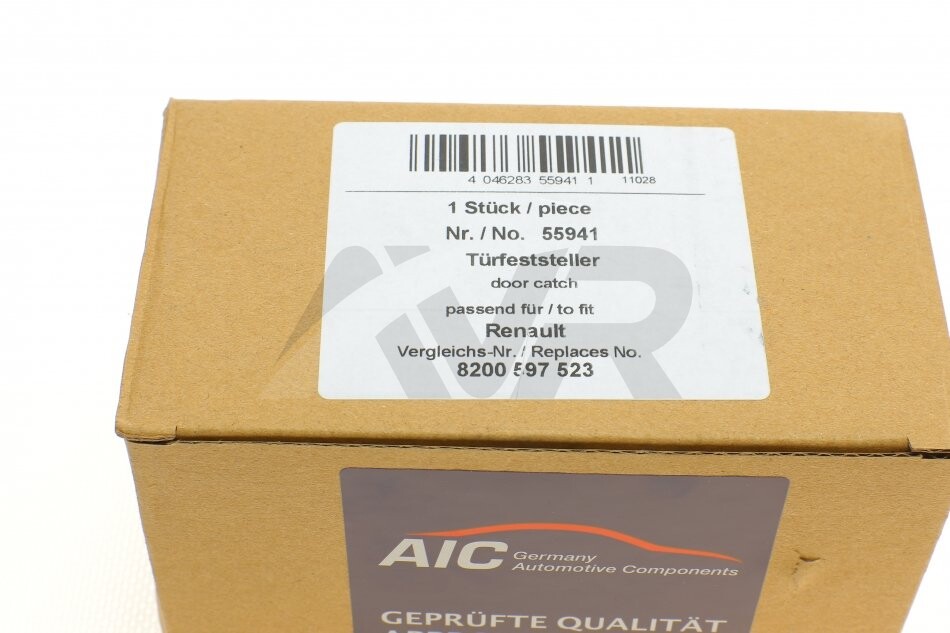 4 046283 55941 1 11028
1 Stück / piece
Nr. / No. 55941
Türfeststeller
door catch
passend für / to fit
Renault
Vergleichs-Nr. / Replaces No.
8200 597 523
AVR
AIC Germany
Automotive Components
GEPRÜFTE QUALITÄT